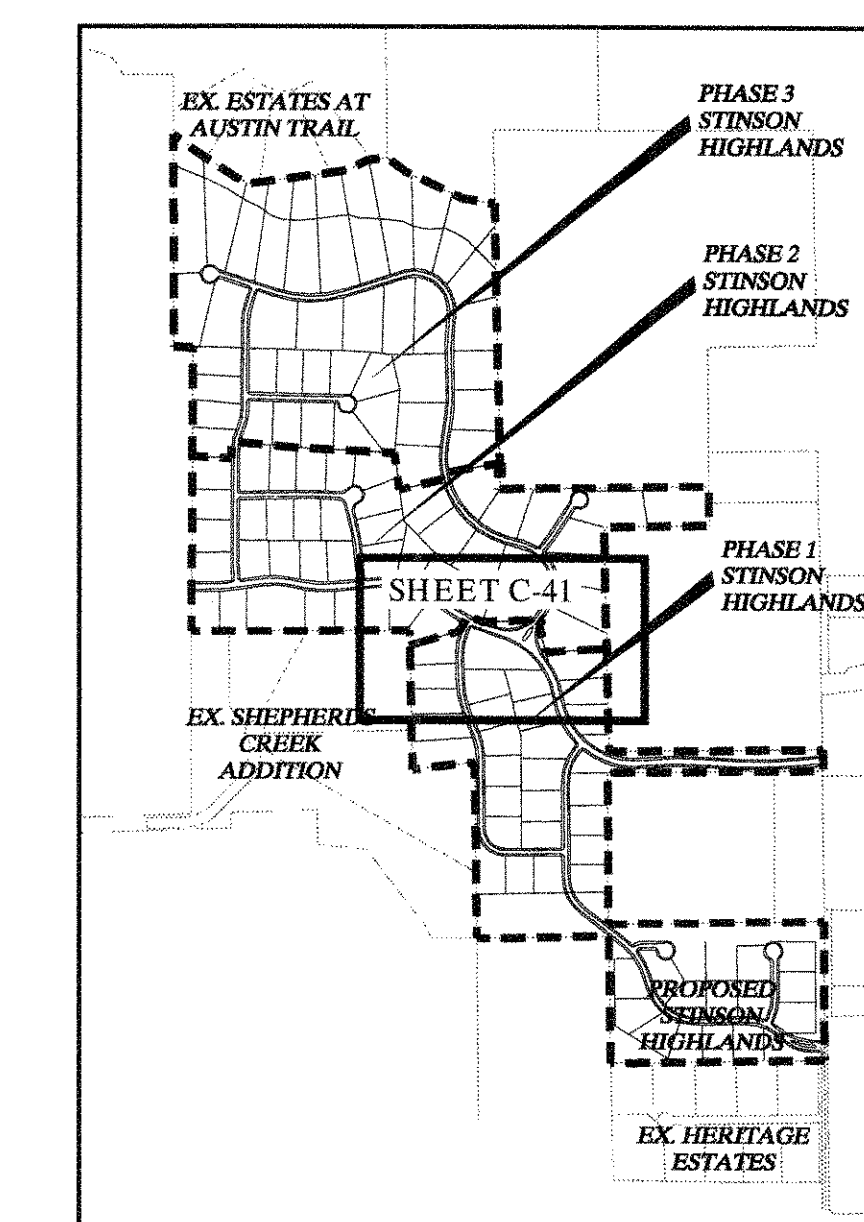 EX. ESTATES AT
AUSTIN TRAIL
PHASE 3
STINSON
HIGHLANDS
PHASE 2
STINSON
HIGHLANDS
PHASE 1
STINSON
HIGHLANDS
SHEET C-41
EX. SHEPHERDS
CREEK
ADDITION
PROPOSED
STINSON
HIGHLANDS
EX. HERITAGE
ESTATES